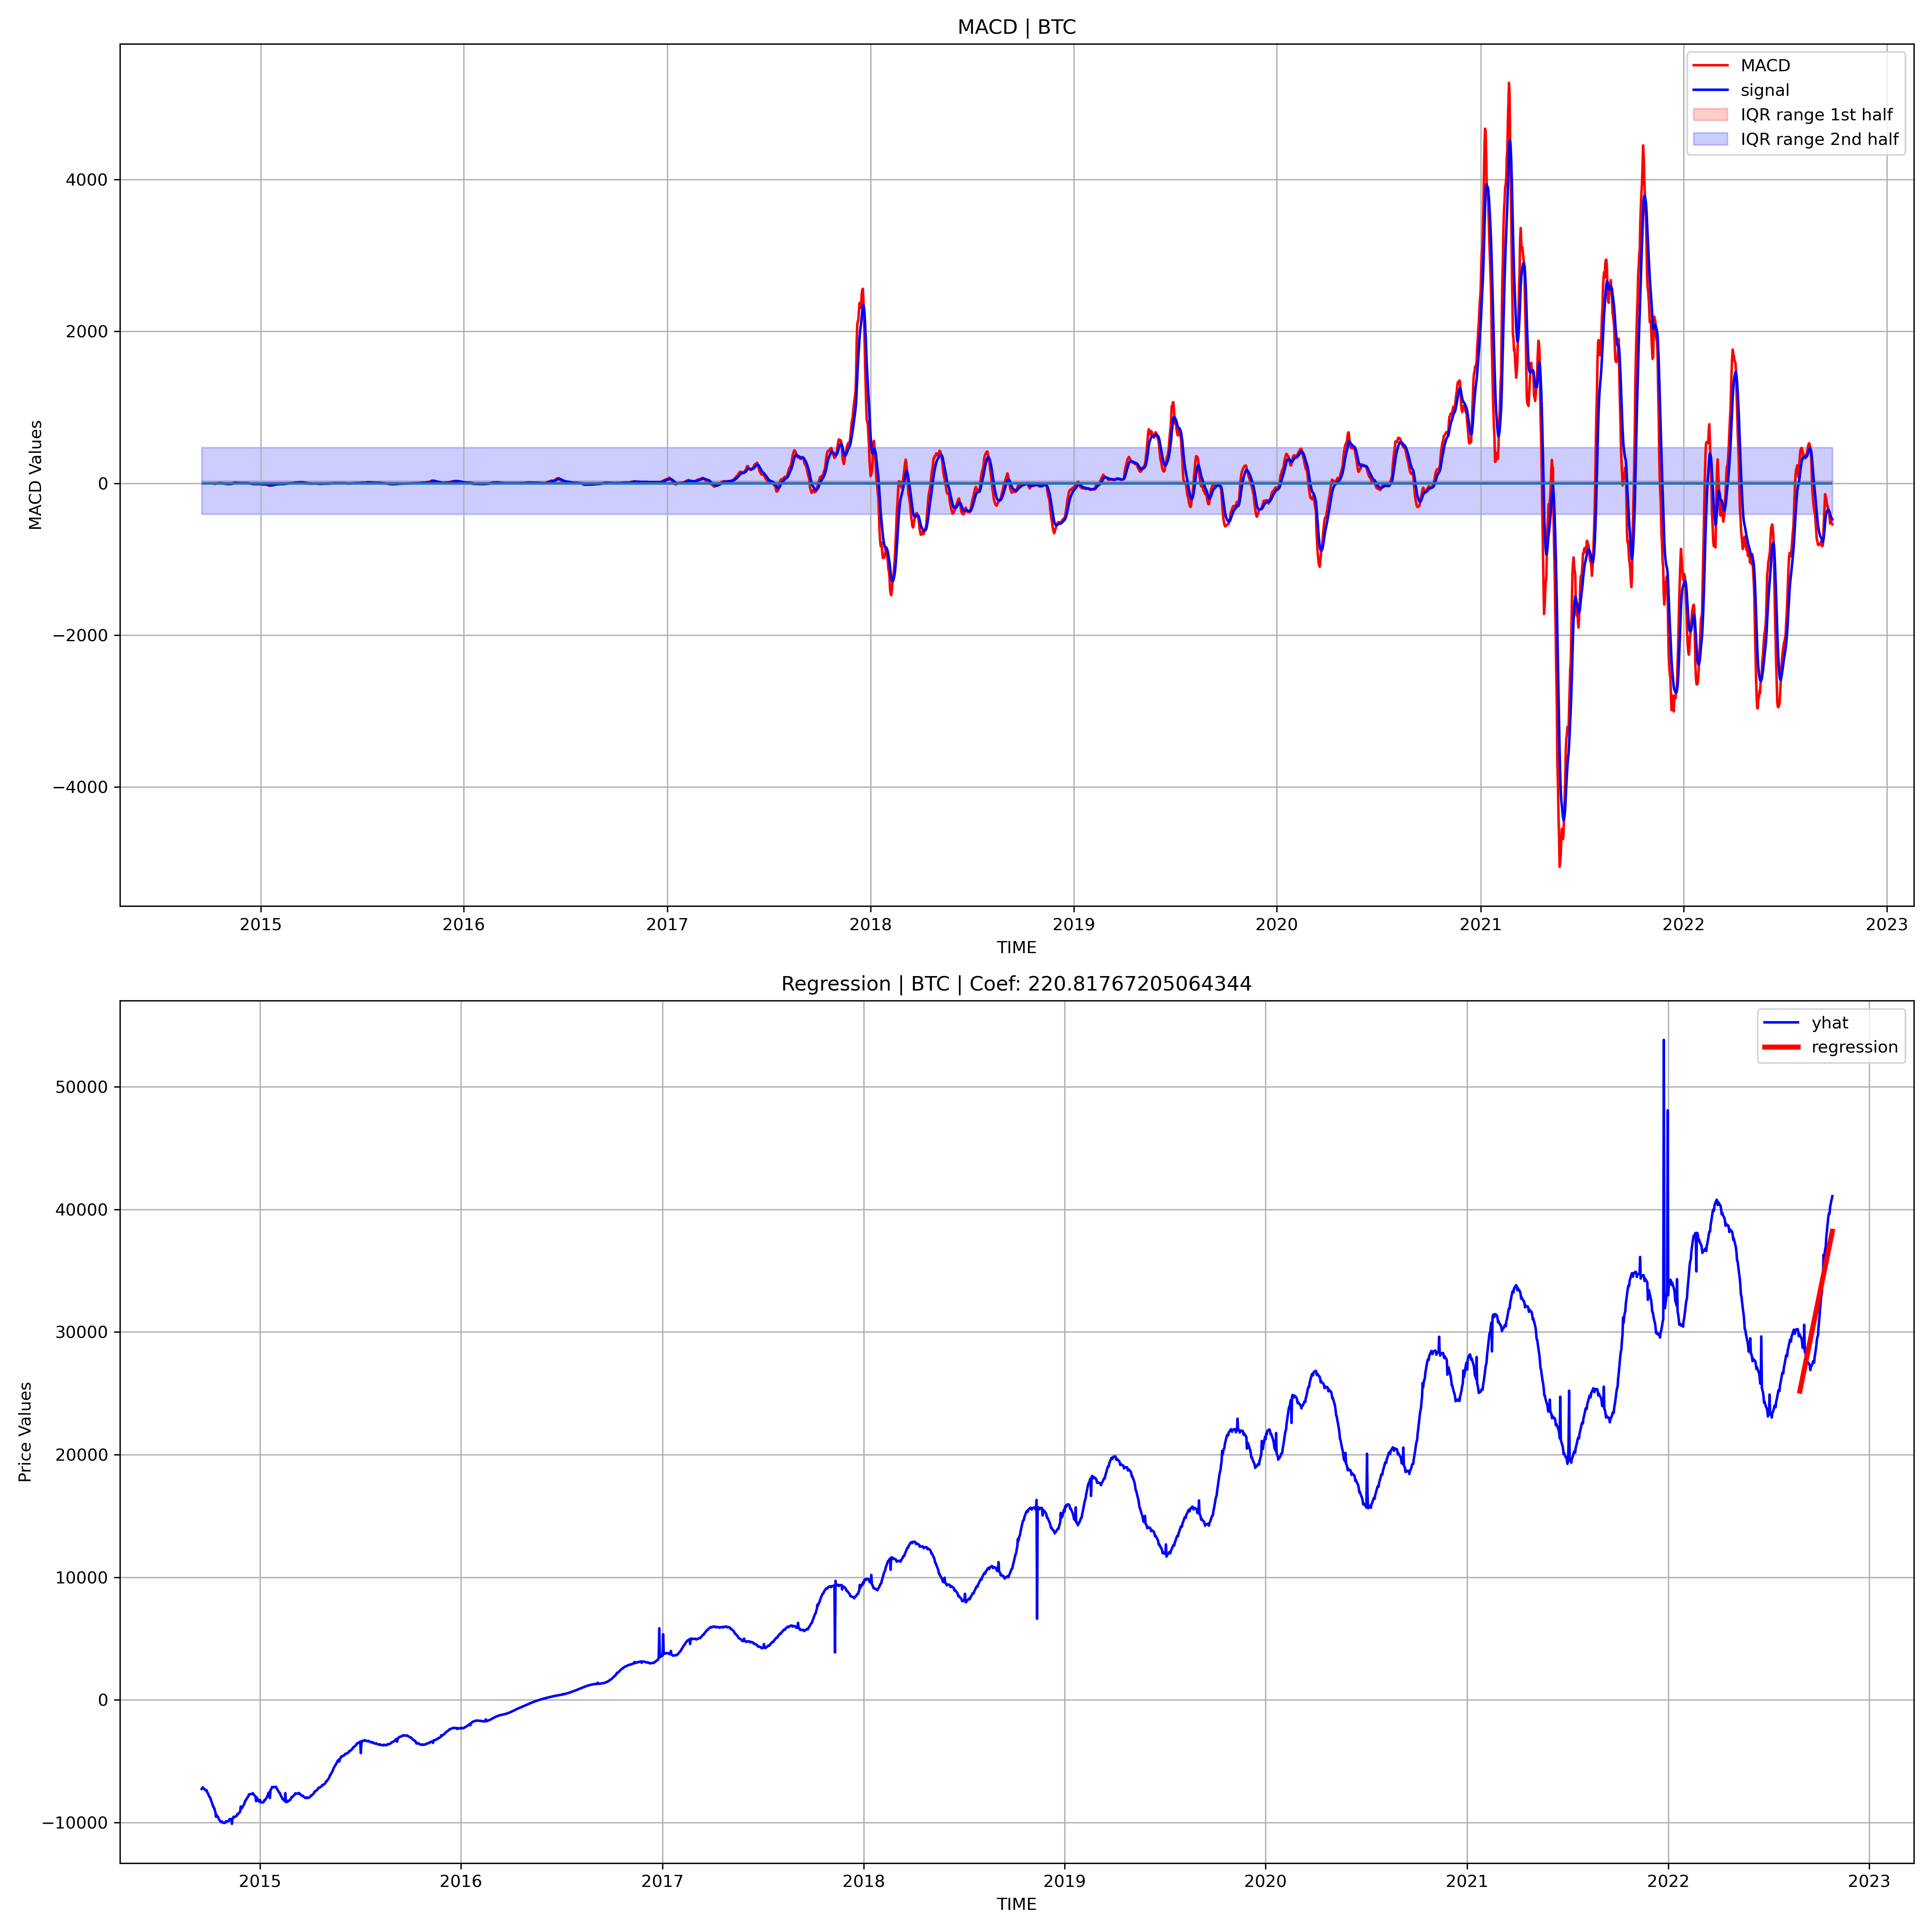 MACD | BTC
MACD
signal
IQR range 1st half
IQR range 2nd half
4000
2000
0
−2000
−4000
MACD Values
2015 2016 2017 2018 2019 2020 2021 2022 2023
TIME
Regression | BTC | Coef: 220.81767205064344
yhat
regression
50000
40000
30000
20000
10000
0
−10000
Price Values
2015 2016 2017 2018 2019 2020 2021 2022 2023
TIME